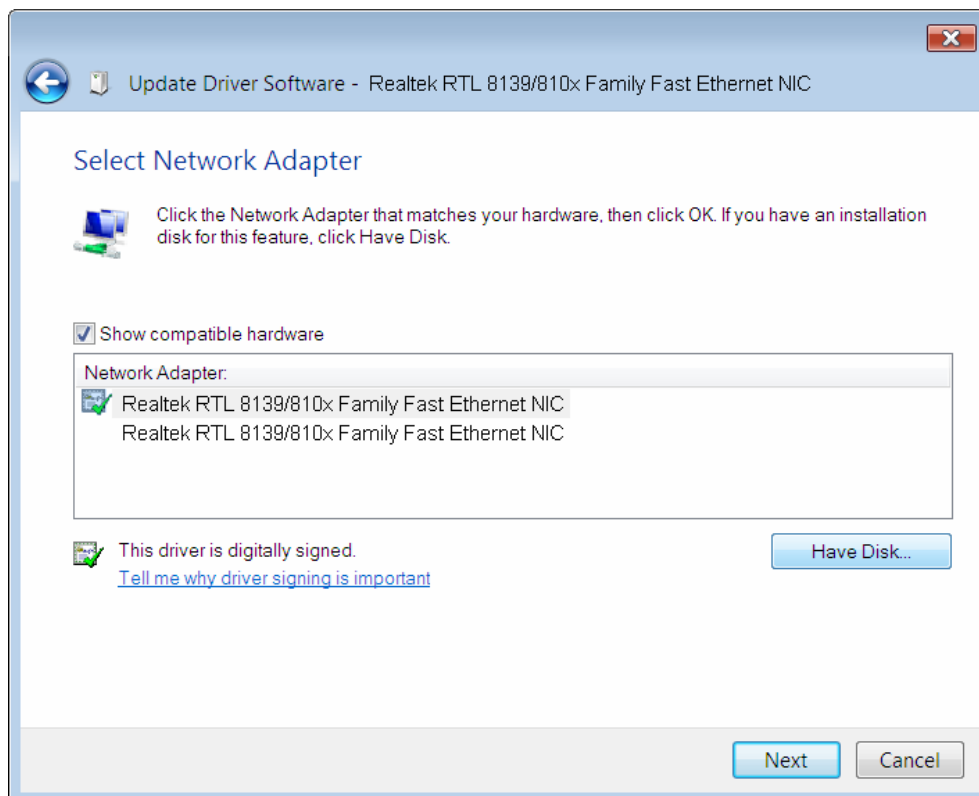 Update Driver Software - Realtek RTL 8139/810x Family Fast Ethernet NIC
Select Network Adapter
Click the Network Adapter that matches your hardware, then click OK. If you have an installation
disk for this feature, click Have Disk.
Show compatible hardware
Network Adapter:
Realtek RTL 8139/810x Family Fast Ethernet NIC
Realtek RTL 8139/810x Family Fast Ethernet NIC
This driver is digitally signed.
Have Disk...
Tell me why driver signing is important
Next
Cancel